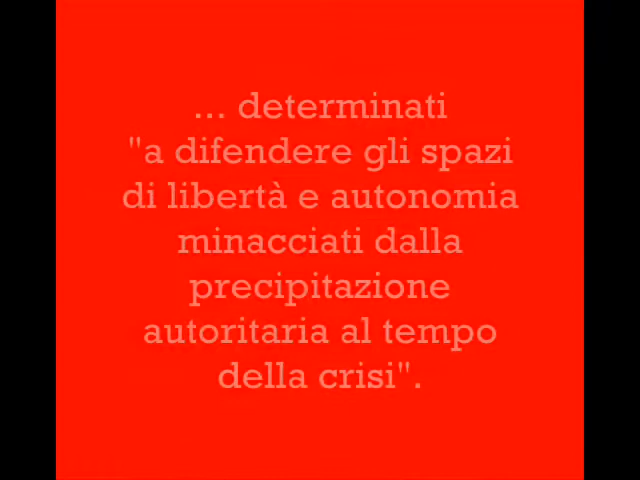 ... determinati
"a difendere gli spazi
di libertà e autonomia
minacciati dalla
precipitazione
autoritaria al tempo
della crisi".